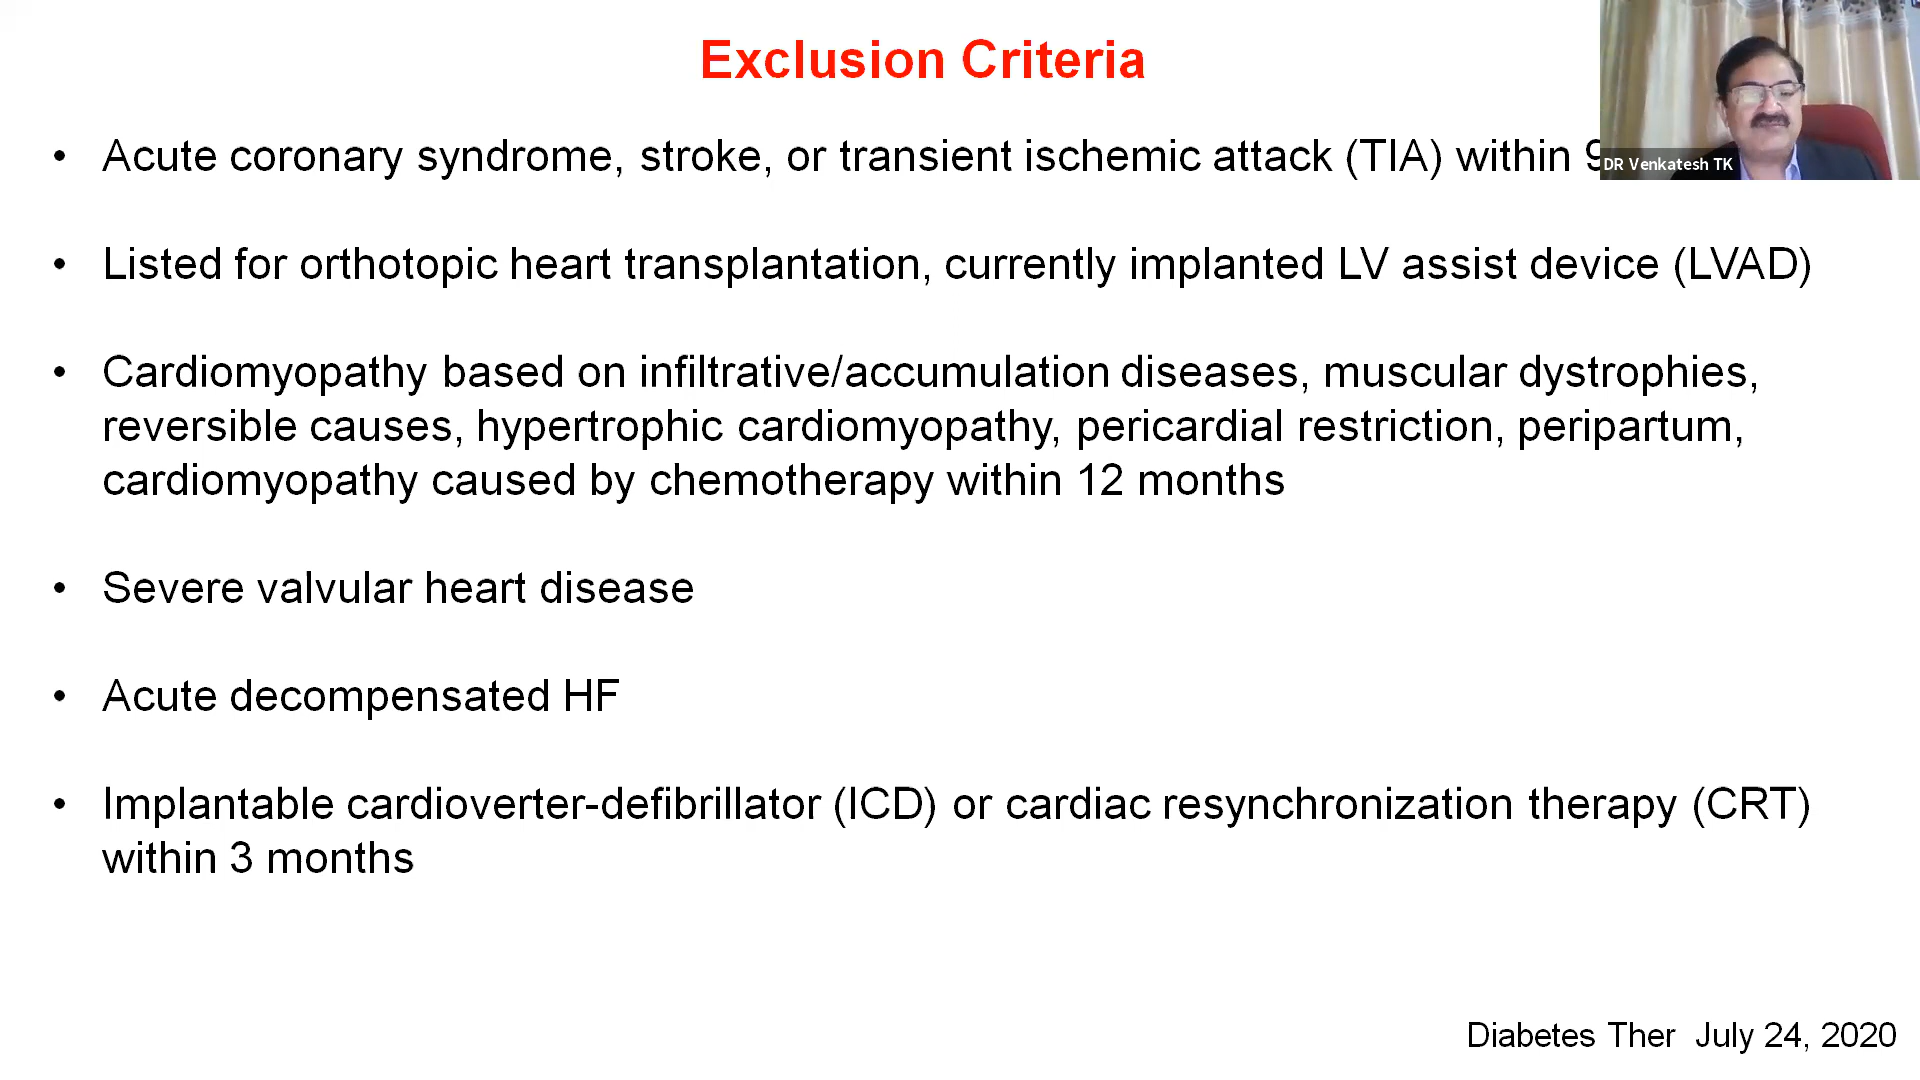 Exclusion Criteria
• Acute coronary syndrome, stroke, or transient ischemic attack (TIA) within
DR Venkatesh TK
• Listed for orthotopic heart transplantation, currently implanted LV assist device (LVAD)
• Cardiomyopathy based on infiltrative/accumulation diseases, muscular dystrophies,
reversible causes, hypertrophic cardiomyopathy, pericardial restriction, peripartum,
cardiomyopathy caused by chemotherapy within 12 months
• Severe valvular heart disease
• Acute decompensated HF
• Implantable cardioverter-defibrillator (ICD) or cardiac resynchronization therapy (CRT)
within 3 months
Diabetes Ther July 24, 2020